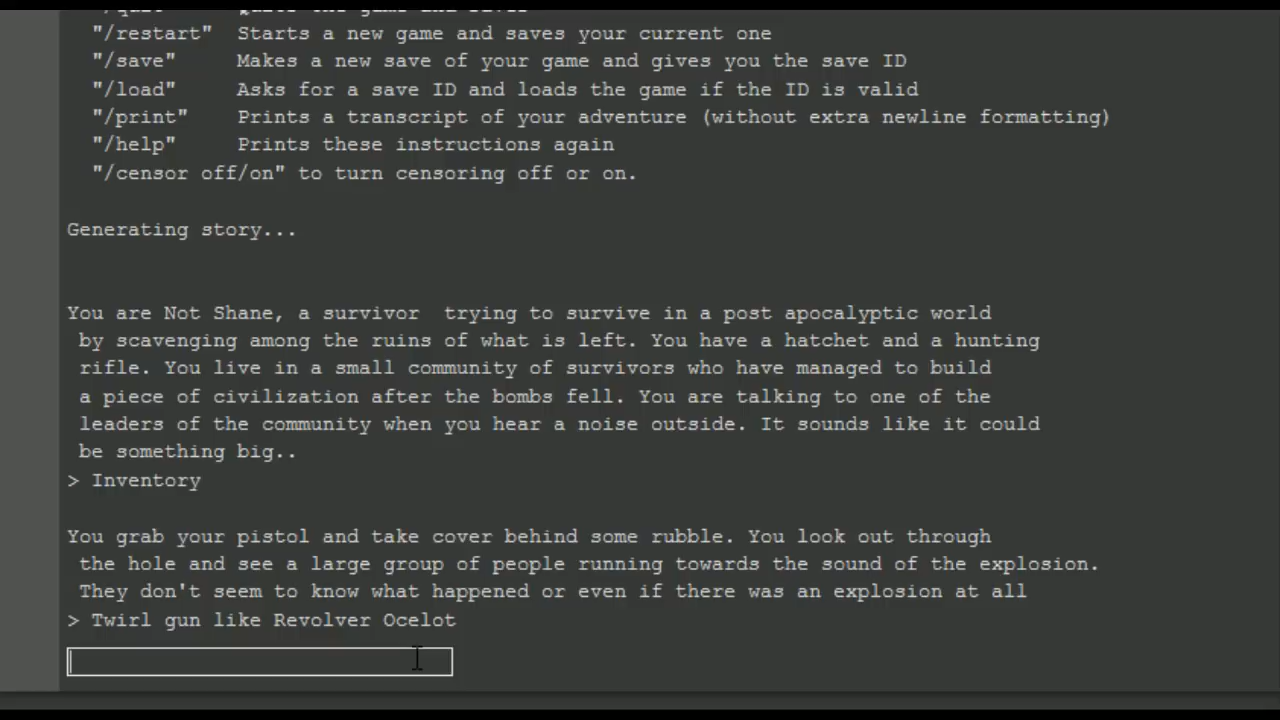 "/restart" Starts a new game and saves your current one
"/save" Makes a new save of your game and gives you the save ID
"/load" Asks for a save ID and loads the game if the ID is valid
"/print" Prints a transcript of your adventure (without extra newline formatting)
"/help" Prints these instructions again
"/censor off/on" to turn censoring off or on.
Generating story...
You are Not Shane, a survivor  trying to survive in a post apocalyptic world
by scavenging among the ruins of what is left. You have a hatchet and a hunting
rifle. You live in a small community of survivors who have managed to build
a piece of civilization after the bombs fell. You are talking to one of the
leaders of the community when you hear a noise outside. It sounds like it could
be something big..
> Inventory
You grab your pistol and take cover behind some rubble. You look out through
the hole and see a large group of people running towards the sound of the explosion.
They don't seem to know what happened or even if there was an explosion at all
> Twirl gun like Revolver Ocelot